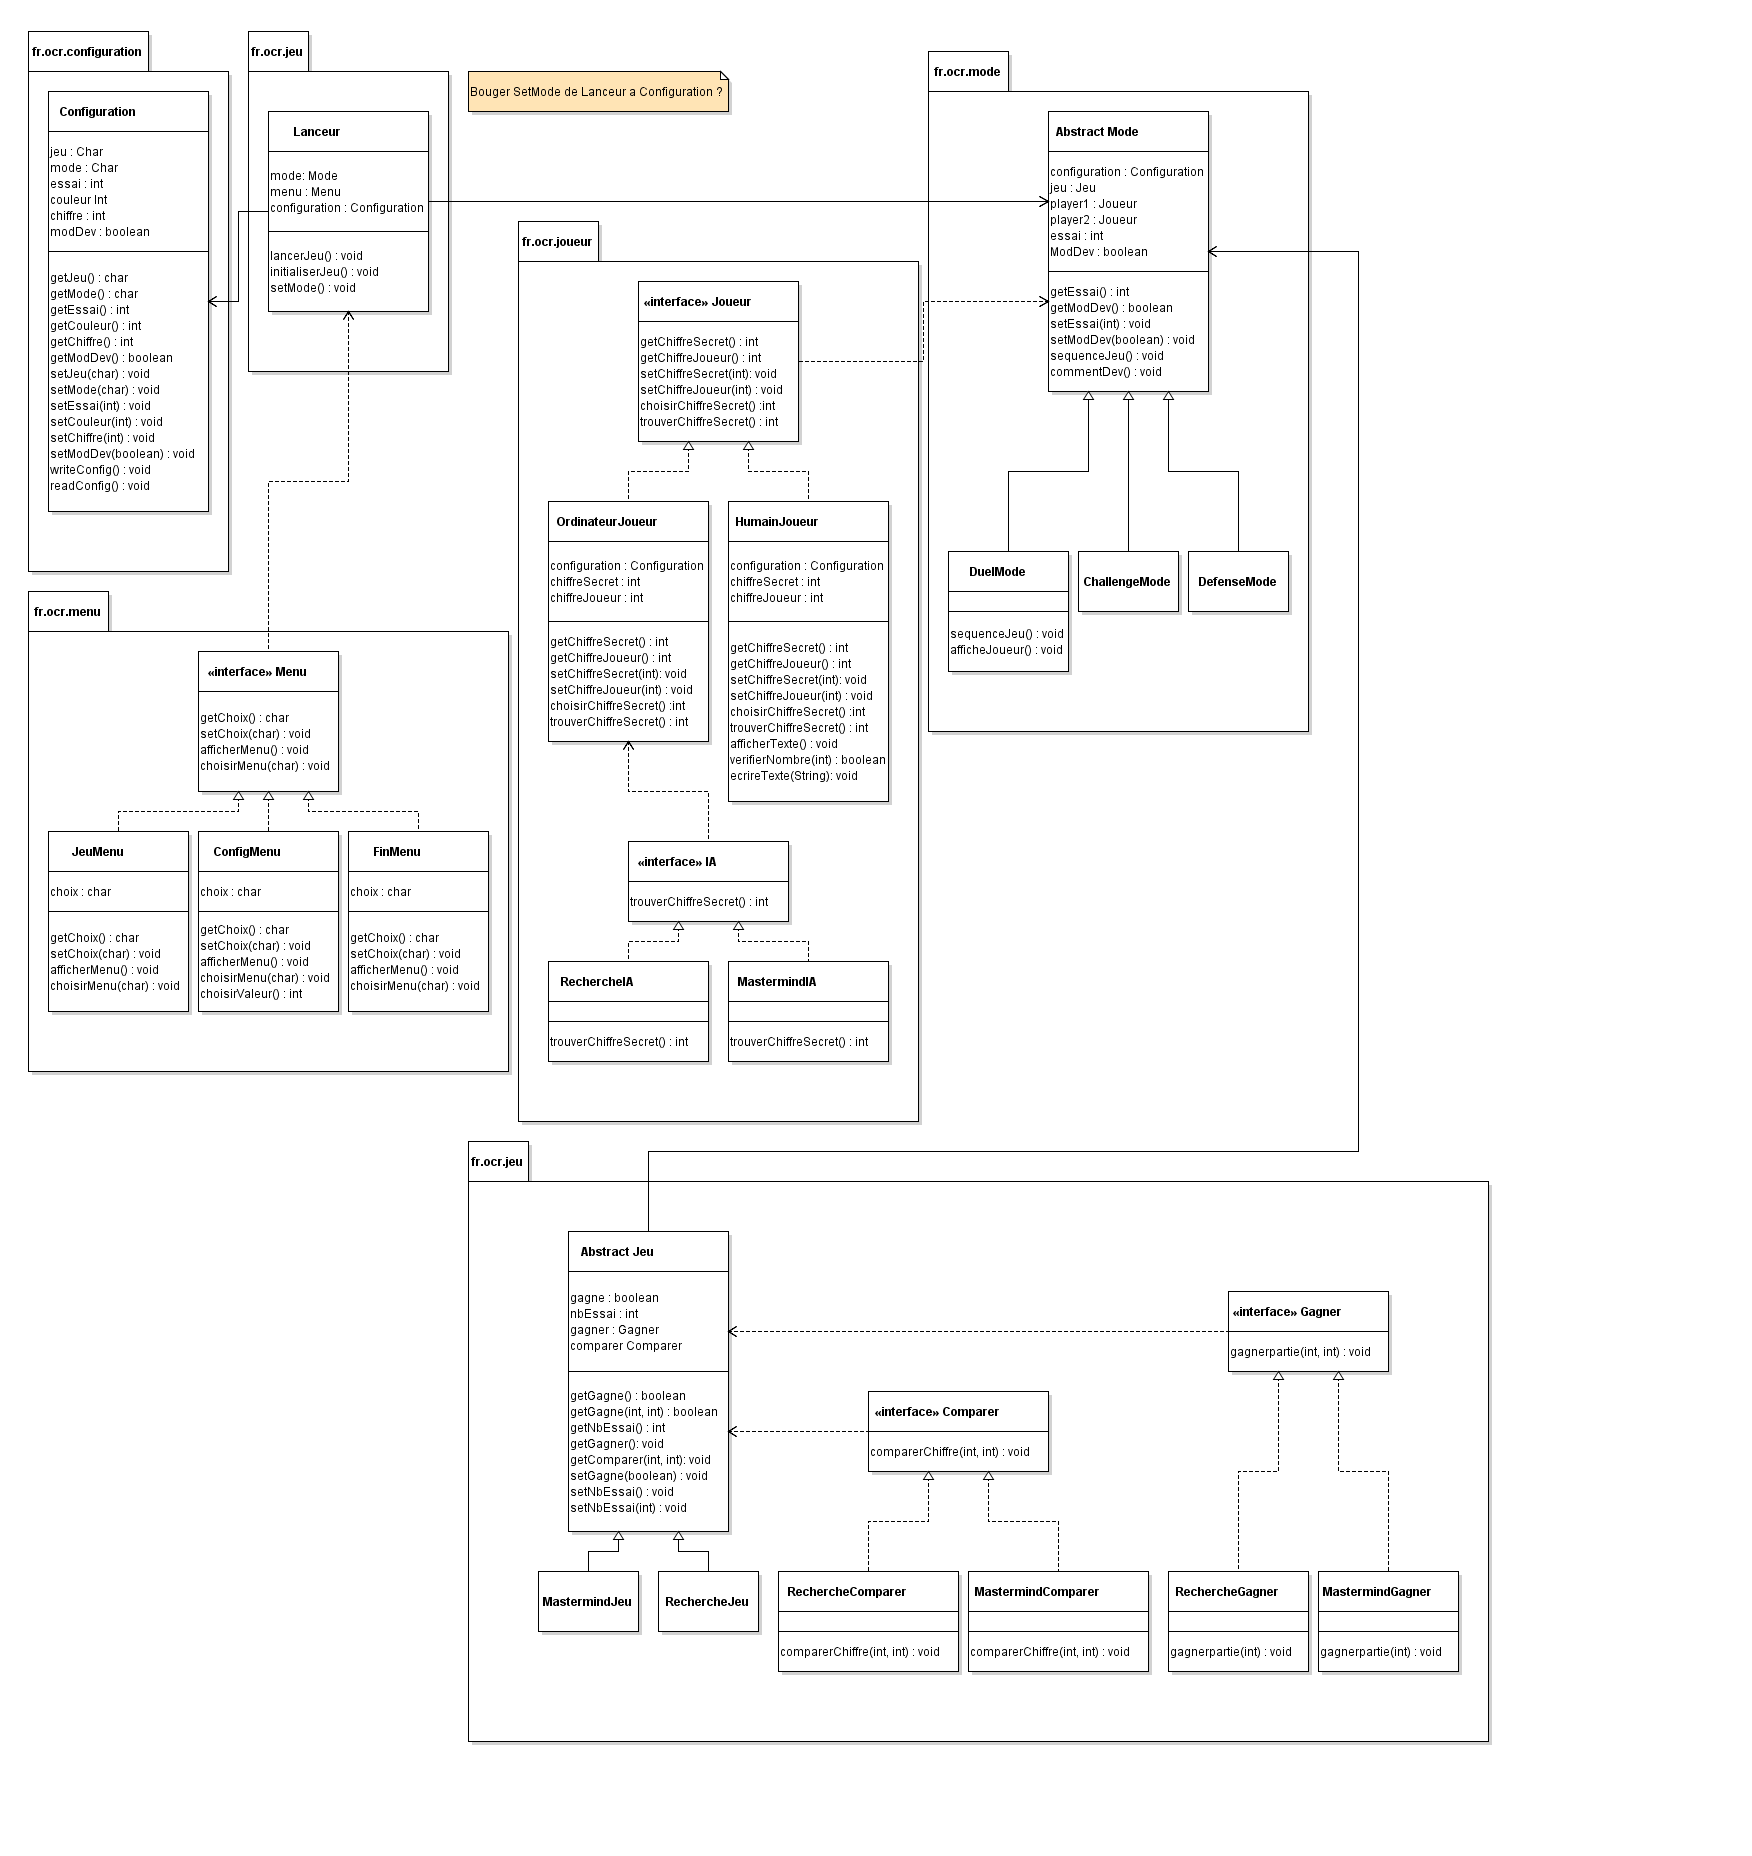 fr.ocr.configuration
Configuration
jeu : Char
mode : Char
essai : int
couleur Int
chiffre : int
modDev : boolean
getJeu() : char
getMode() : char
getEssai() : int
getCouleur() : int
getChiffre() : int
getModDev() : boolean
setJeu(char) : void
setMode(char) : void
setEssai(int) : void
setCouleur(int) : void
setChiffre(int) : void
setModDev(boolean) : void
writeConfig() : void
readConfig() : void
fr.ocr.jeu
Lanceur
mode: Mode
menu : Menu
configuration : Configuration
lancerJeu() : void
initialiserJeu() : void
setMode() : void
Bouger SetMode de Lanceur a Configuration ?
fr.ocr.mode
Abstract Mode
configuration : Configuration
jeu : Jeu
player1 : Joueur
player2 : Joueur
essai : int
ModDev : boolean
getEssai() : int
getModDev() : boolean
setEssai(int) : void
setModDev(boolean) : void
sequenceJeu() : void
commentDev() : void
DuelMode
sequenceJeu() : void
afficheJoueur() : void
ChallengeMode
DefenseMode
fr.ocr.joueur
«interface» Joueur
getChiffreSecret() : int
getChiffreJoueur() : int
setChiffreSecret(int): void
setChiffreJoueur(int) : void
choisirChiffreSecret() :int
trouverChiffreSecret() : int
OrdinateurJoueur
configuration : Configuration
chiffreSecret : int
chiffreJoueur : int
getChiffreSecret() : int
getChiffreJoueur() : int
setChiffreSecret(int): void
setChiffreJoueur(int) : void
choisirChiffreSecret() :int
trouverChiffreSecret() : int
HumainJoueur
configuration : Configuration
chiffreSecret : int
chiffreJoueur : int
getChiffreSecret() : int
getChiffreJoueur() : int
setChiffreSecret(int): void
setChiffreJoueur(int) : void
choisirChiffreSecret() :int
trouverChiffreSecret() : int
afficherTexte() : void
verifierNombre(int) : boolean
ecrireTexte(String): void
«interface» IA
trouverChiffreSecret() : int
RechercheIA
trouverChiffreSecret() : int
MastermindIA
trouverChiffreSecret() : int
fr.ocr.menu
«interface» Menu
getChoix() : char
setChoix(char) : void
afficherMenu() : void
choisirMenu(char) : void
JeuMenu
choix : char
getChoix() : char
setChoix(char) : void
afficherMenu() : void
choisirMenu(char) : void
ConfigMenu
choix : char
getChoix() : char
setChoix(char) : void
afficherMenu() : void
choisirMenu(char) : void
choisirValeur() : int
FinMenu
choix : char
getChoix() : char
setChoix(char) : void
afficherMenu() : void
choisirMenu(char) : void
fr.ocr.jeu
Abstract Jeu
gagne : boolean
nbEssai : int
gagner : Gagner
comparer Comparer
getGagne() : boolean
getGagne(int, int) : boolean
getNbEssai() : int
getGagner(): void
getComparer(int, int): void
setGagne(boolean) : void
setNbEssai() : void
setNbEssai(int) : void
MastermindJeu
RechercheJeu
«interface» Comparer
comparerChiffre(int, int) : void
RechercheComparer
comparerChiffre(int, int) : void
MastermindComparer
comparerChiffre(int, int) : void
«interface» Gagner
gagnerpartie(int, int) : void
RechercheGagner
gagnerpartie(int) : void
MastermindGagner
gagnerpartie(int) : void